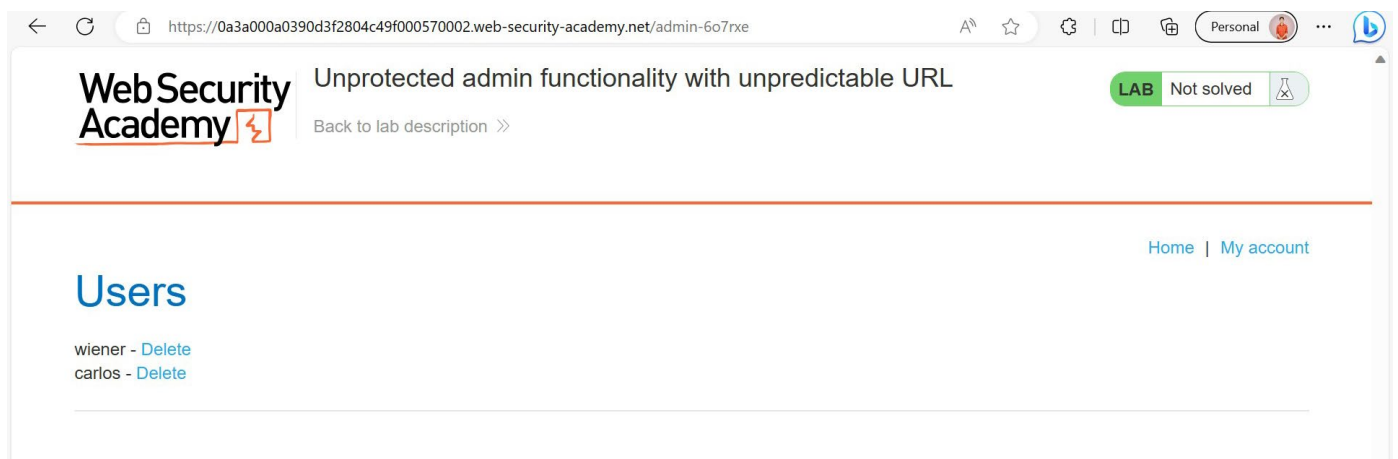 https://0a3a000a0390d3f2804c49f000570002.web-security-academy.net/admin-6o7rxe
Personal
Web Security
Academy
Unprotected admin functionality with unpredictable URL
Back to lab description >>
LAB Not solved
Home | My account
Users
wiener - Delete
carlos - Delete